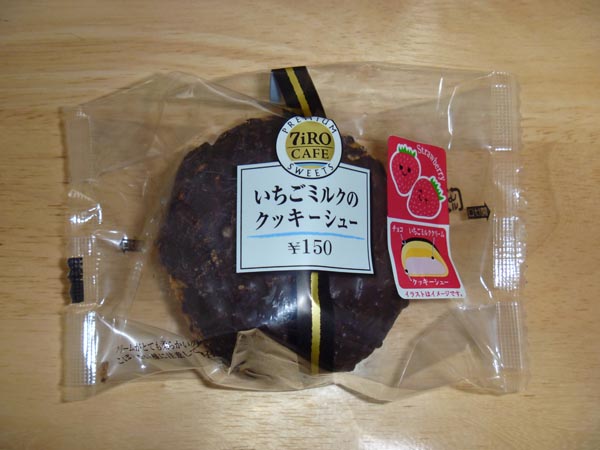 PREMIUM
7iRO
CAFE
SWEETS
いちごミルクの
クッキーシュー
¥150
Strawberry
チョコ いちごミルククリーム
クッキーシュー
イラストはイメージです。